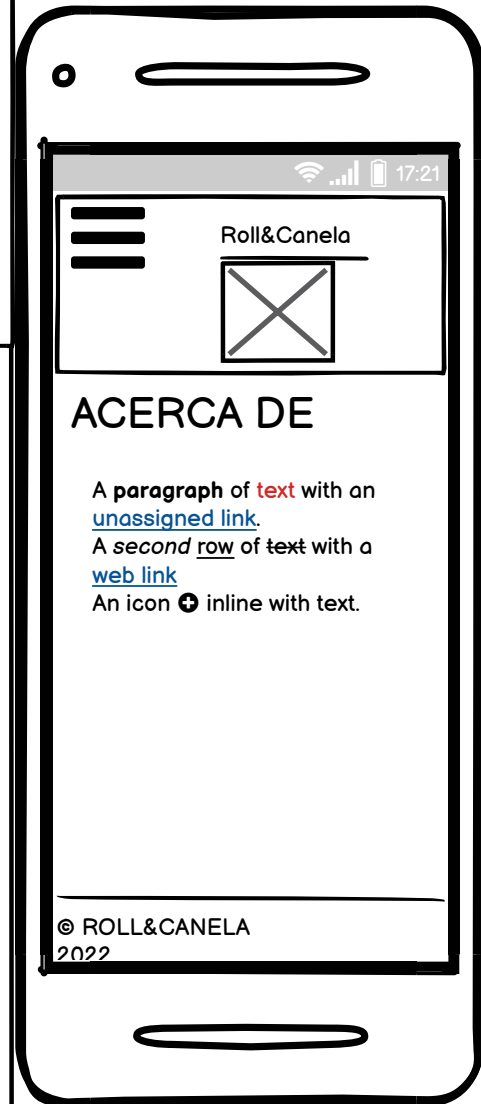 17:21
Roll&Canela
ACERCA DE
A paragraph of text with an
unassigned link.
A second row of text with a
web link
An icon inline with text.
© ROLL&CANELA
2022